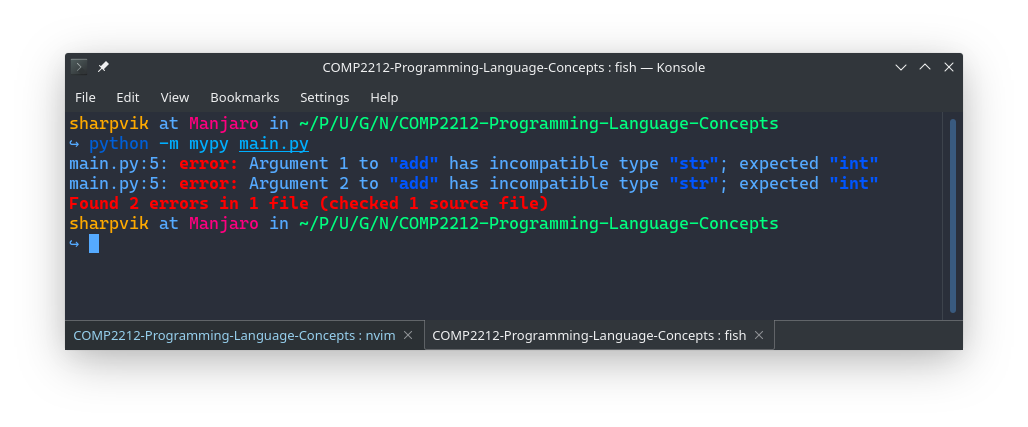 COMP2212-Programming-Language-Concepts : fish — Konsole
File Edit View Bookmarks Settings Help
sharpvik at Manjaro in ~/P/U/G/N/COMP2212-Programming-Language-Concepts
↪ python -m mypy main.py
main.py:5: error: Argument 1 to "add" has incompatible type "str"; expected "int"
main.py:5: error: Argument 2 to "add" has incompatible type "str"; expected "int"
Found 2 errors in 1 file (checked 1 source file)
sharpvik at Manjaro in ~/P/U/G/N/COMP2212-Programming-Language-Concepts
↪
COMP2212-Programming-Language-Concepts : nvim COMP2212-Programming-Language-Concepts : fish